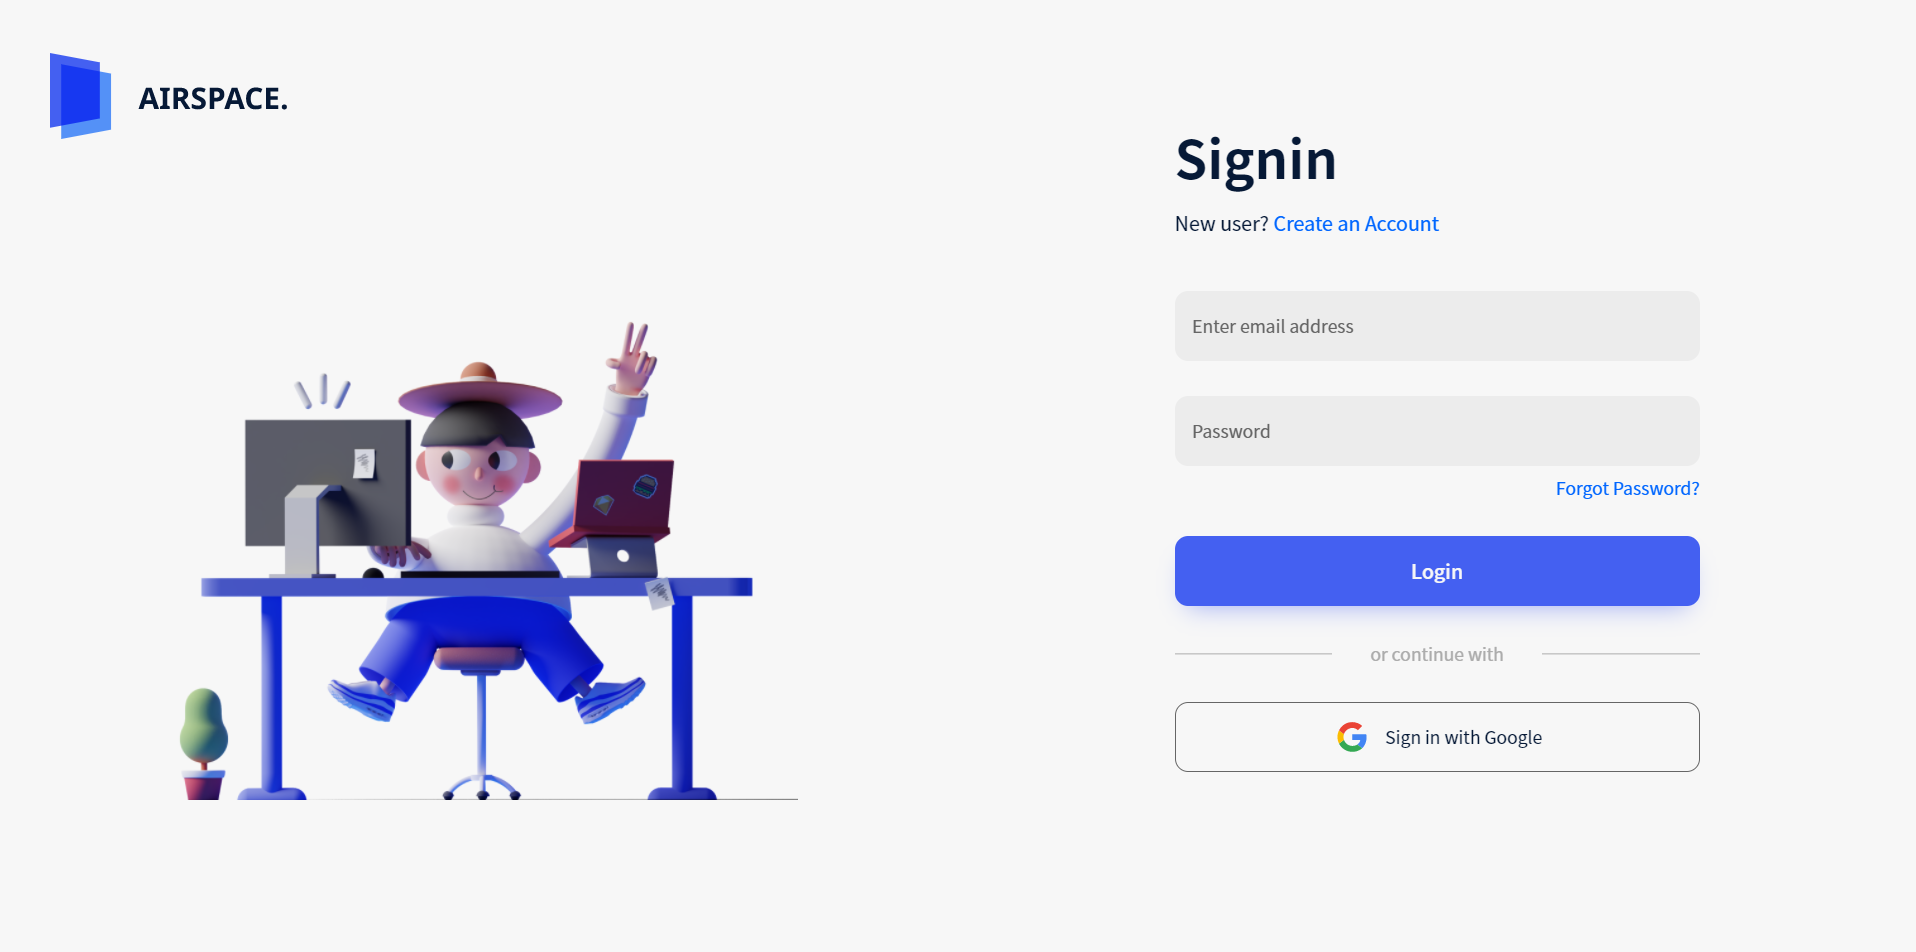 AIRSPACE.
Signin
New user? Create an Account
Enter email address
Password
Forgot Password?
Login
or continue with
Sign in with Google